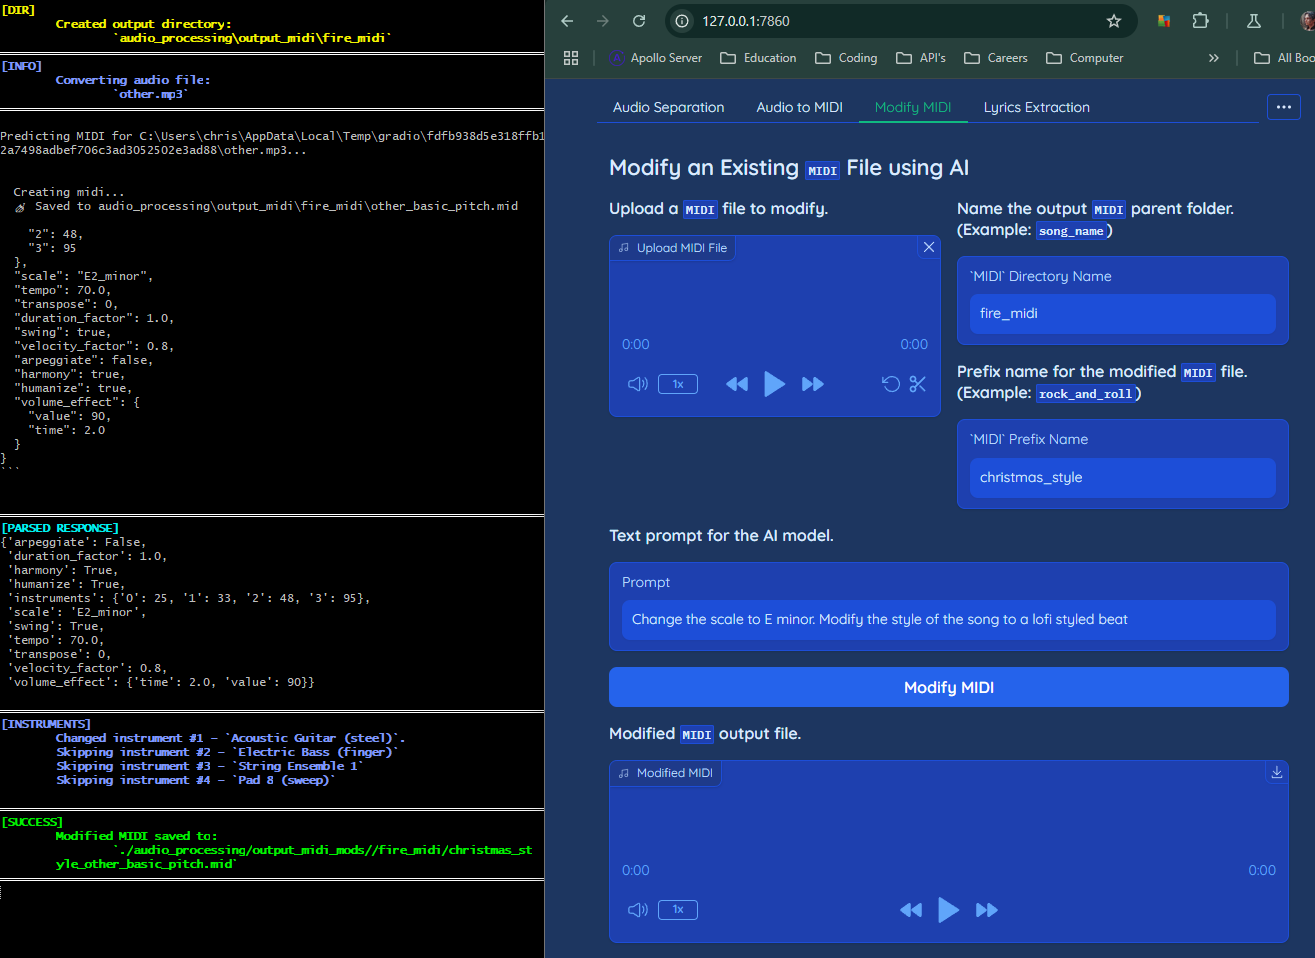 [DIR]
Created output directory:
`audio_processing\output_midi\fire_midi`
[INFO]
Converting audio file:
`other.mp3`
Predicting MIDI for C:\Users\chris\AppData\Local\Temp\gradio\fdfb938d5e318ffb1
2a7498adbef706c3ad3052502e3ad88\other.mp3...
Creating midi...
Saved to audio_processing\output_midi\fire_midi\other_basic_pitch.mid
"2": 48,
"3": 95
},
"scale": "E2_minor",
"tempo": 70.0,
"transpose": 0,
"duration_factor": 1.0,
"swing": true,
"velocity_factor": 0.8,
"arpeggiate": false,
"harmony": true,
"humanize": true,
"volume_effect": {
"value": 90,
"time": 2.0
}
}
```
[PARSED RESPONSE]
{'arpeggiate': False,
'duration_factor': 1.0,
'harmony': True,
'humanize': True,
'instruments': {'0': 25, '1': 33, '2': 48, '3': 95},
'scale': 'E2_minor',
'swing': True,
'tempo': 70.0,
'transpose': 0,
'velocity_factor': 0.8,
'volume_effect': {'time': 2.0, 'value': 90}}
[INSTRUMENTS]
Changed instrument #1 - `Acoustic Guitar (steel)`.
Skipping instrument #2 - `Electric Bass (finger)`
Skipping instrument #3 - `String Ensemble 1`
Skipping instrument #4 - `Pad 8 (sweep)`
[SUCCESS]
Modified MIDI saved to:
`./audio_processing/output_midi_mods//fire_midi/christmas_st
yle_other_basic_pitch.mid`
127.0.0.1:7860
Apollo Server
Education
Coding
API's
Careers
Computer
»
All Boo
Audio Separation
Audio to MIDI
Modify MIDI
Lyrics Extraction
Modify an Existing MIDI File using AI
Upload a MIDI file to modify.
Upload MIDI File
0:00
0:00
1x
Name the output MIDI parent folder.
(Example: song_name)
`MIDI` Directory Name
fire_midi
Prefix name for the modified MIDI file.
(Example: rock_and_roll)
`MIDI` Prefix Name
christmas_style
Text prompt for the AI model.
Prompt
Change the scale to E minor. Modify the style of the song to a lofi styled beat
Modify MIDI
Modified MIDI output file.
Modified MIDI
0:00
0:00
1x